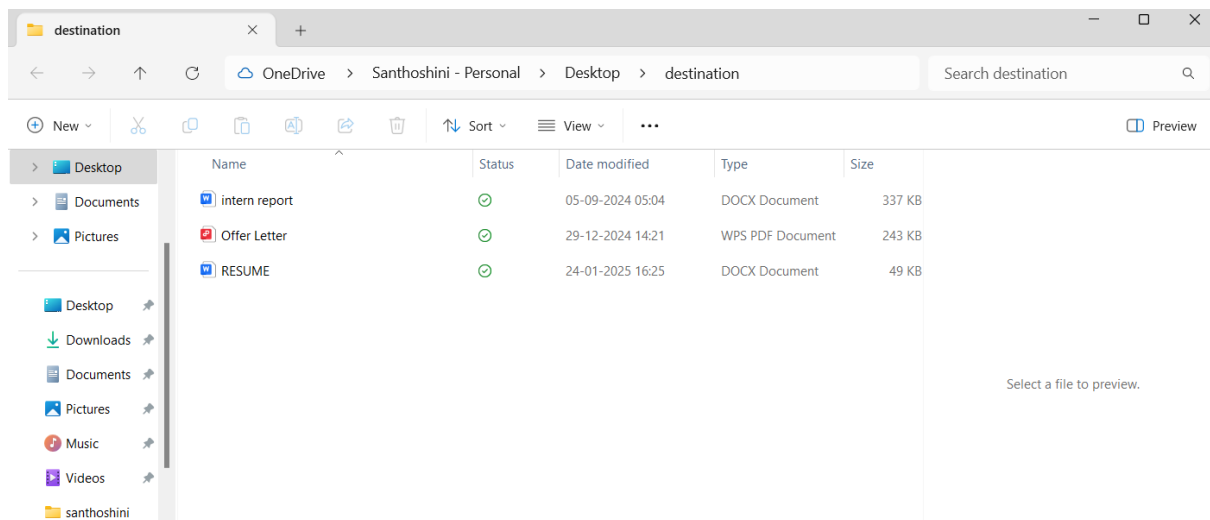 destination
OneDrive > Santhoshini - Personal > Desktop > destination
Search destination
New
Sort
View
Preview
Desktop
Documents
Pictures
Desktop
Downloads
Documents
Pictures
Music
Videos
santhoshini
Name Status Date modified Type Size
intern report 05-09-2024 05:04 DOCX Document 337 KB
Offer Letter 29-12-2024 14:21 WPS PDF Document 243 KB
RESUME 24-01-2025 16:25 DOCX Document 49 KB
Select a file to preview.